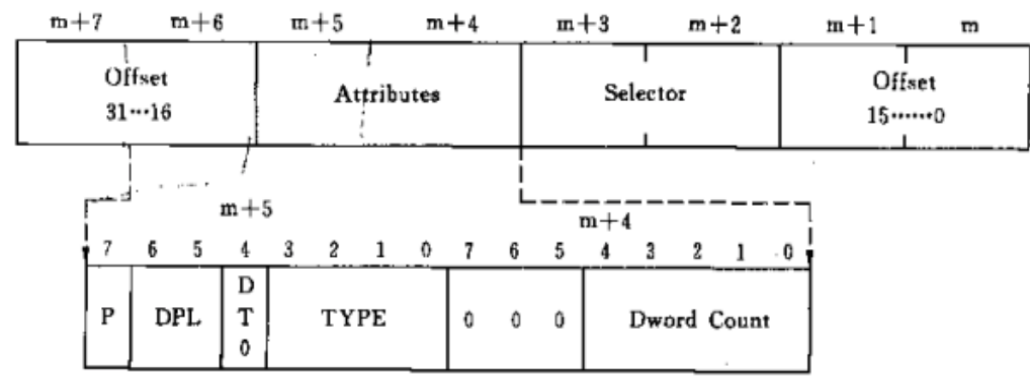 m+7 m+6 m+5 m+4 m+3 m+2 m+1 m
Offset
31···16
Attributes
Selector
Offset
15······0
m+5 m+4
7 6 5 4 3 2 1 0 7 6 5 4 3 2 1 0
P DPL
D
T
0
TYPE 0 0 0 Dword Count